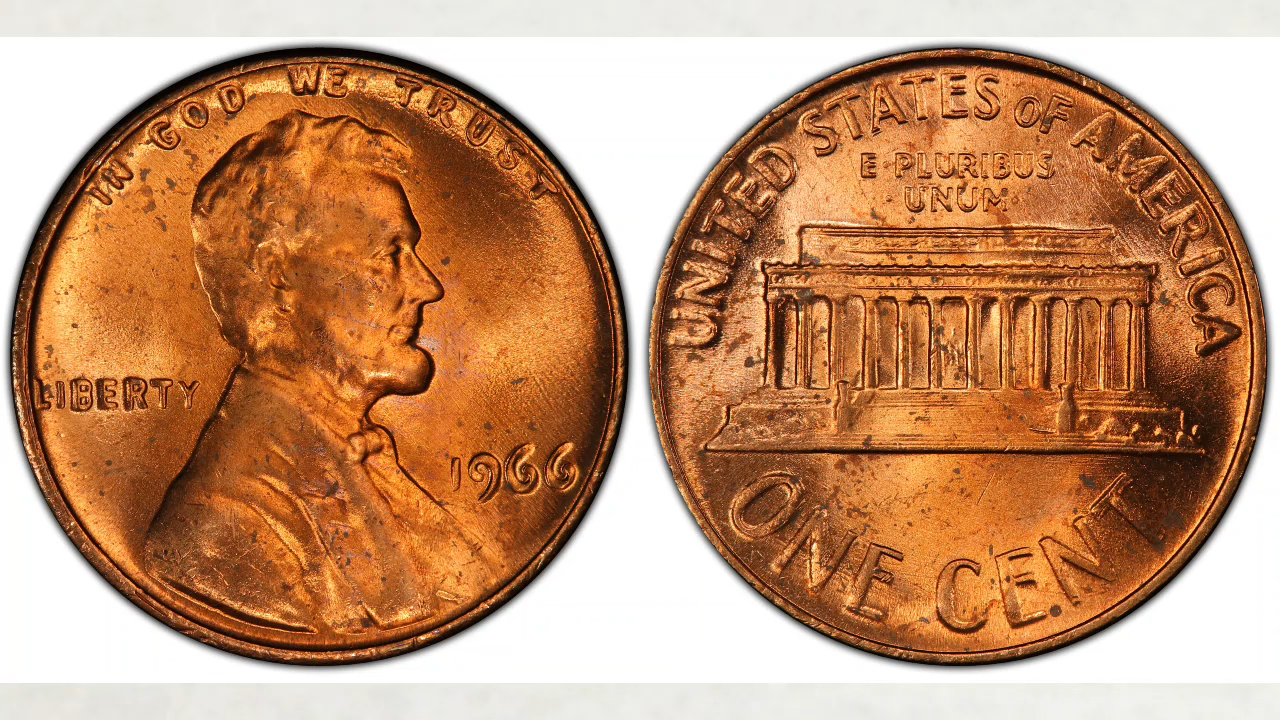 IN GOD WE TRUST
LIBERTY
1966
UNITED STATES OF AMERICA
E·PLURIBUS
·UNUM·
ONE CENT